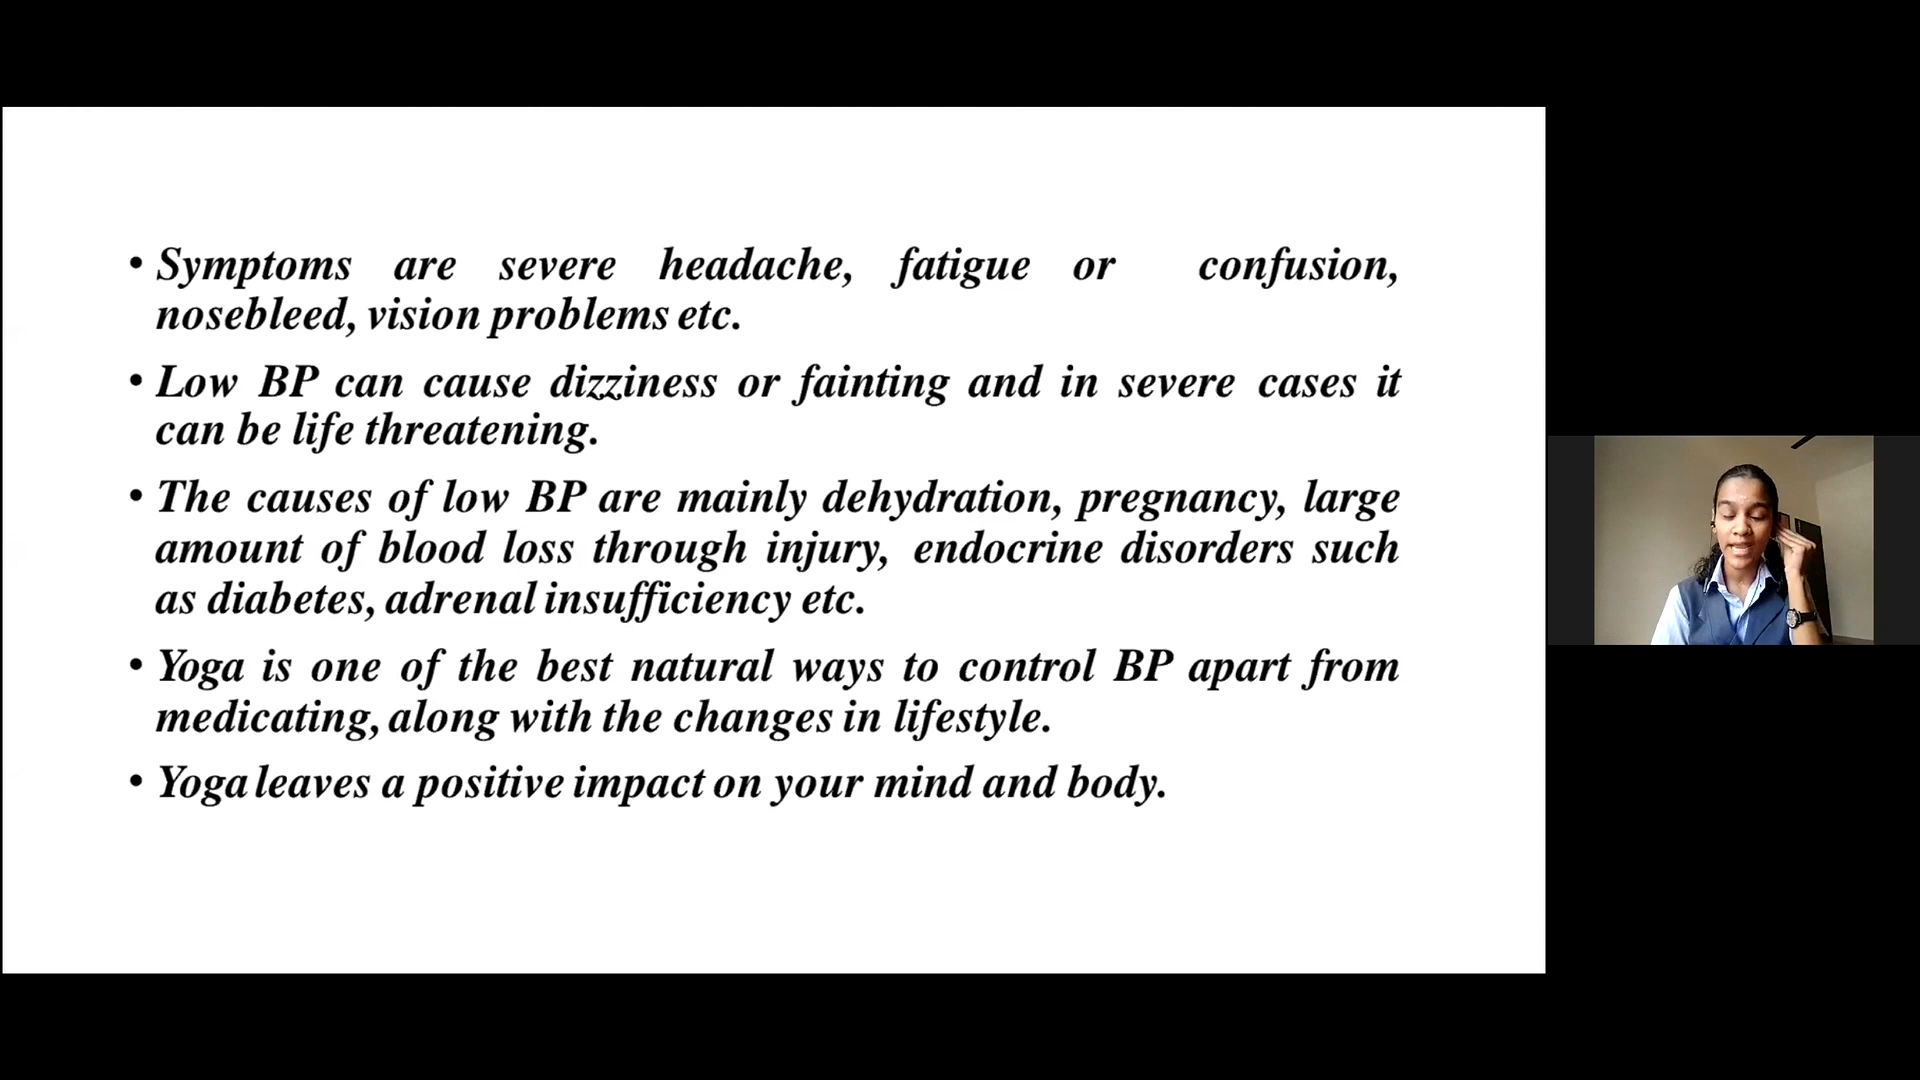 • Symptoms are severe headache, fatigue or confusion,
nosebleed, vision problems etc.
• Low BP can cause dizziness or fainting and in severe cases it
can be life threatening.
• The causes of low BP are mainly dehydration, pregnancy, large
amount of blood loss through injury, endocrine disorders such
as diabetes, adrenal insufficiency etc.
• Yoga is one of the best natural ways to control BP apart from
medicating, along with the changes in lifestyle.
• Yoga leaves a positive impact on your mind and body.